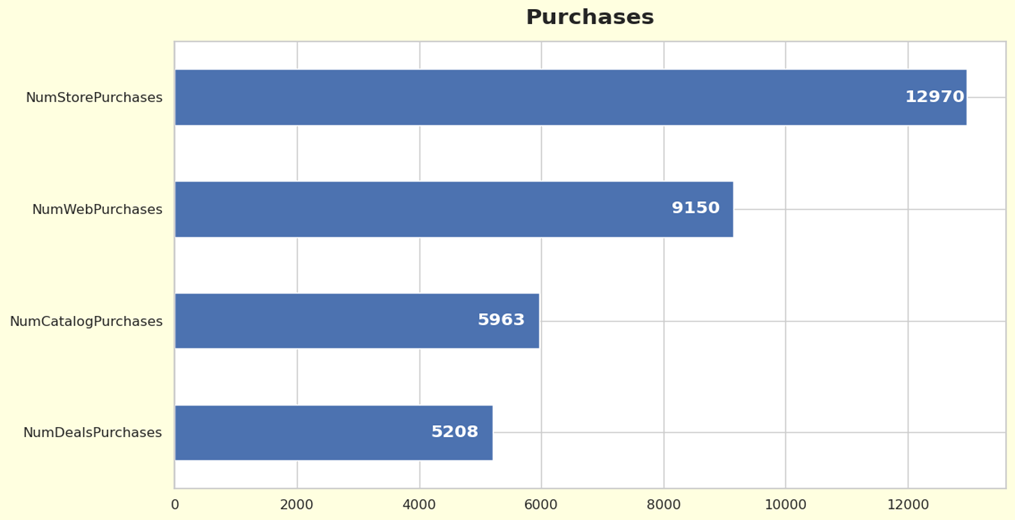 Purchases
NumStorePurchases
12970
NumWebPurchases
9150
NumCatalogPurchases
5963
NumDealsPurchases
5208
0 2000 4000 6000 8000 10000 12000